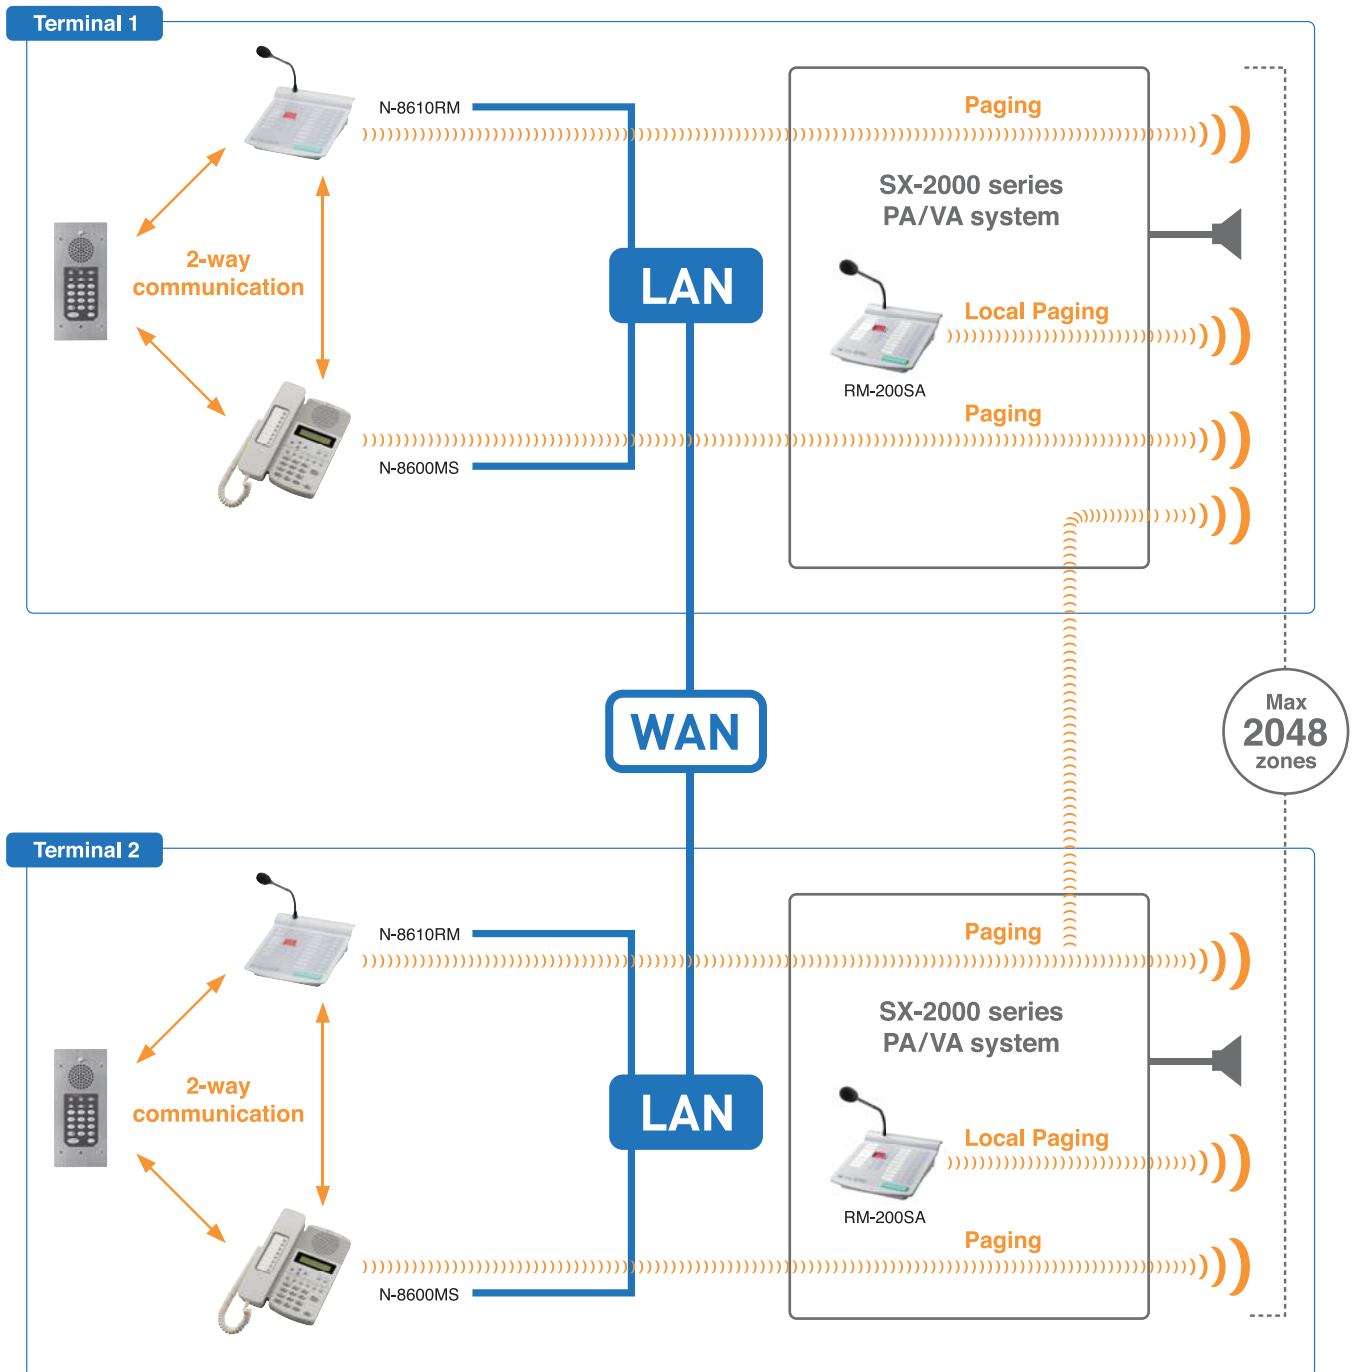 Terminal 1
N-8610RM
Paging
SX-2000 series
PA/VA system
2-way
communication
LAN
Local Paging
RM-200SA
Paging
N-8600MS
WAN
Max
2048
zones
Terminal 2
N-8610RM
Paging
SX-2000 series
PA/VA system
2-way
communication
LAN
Local Paging
RM-200SA
Paging
N-8600MS